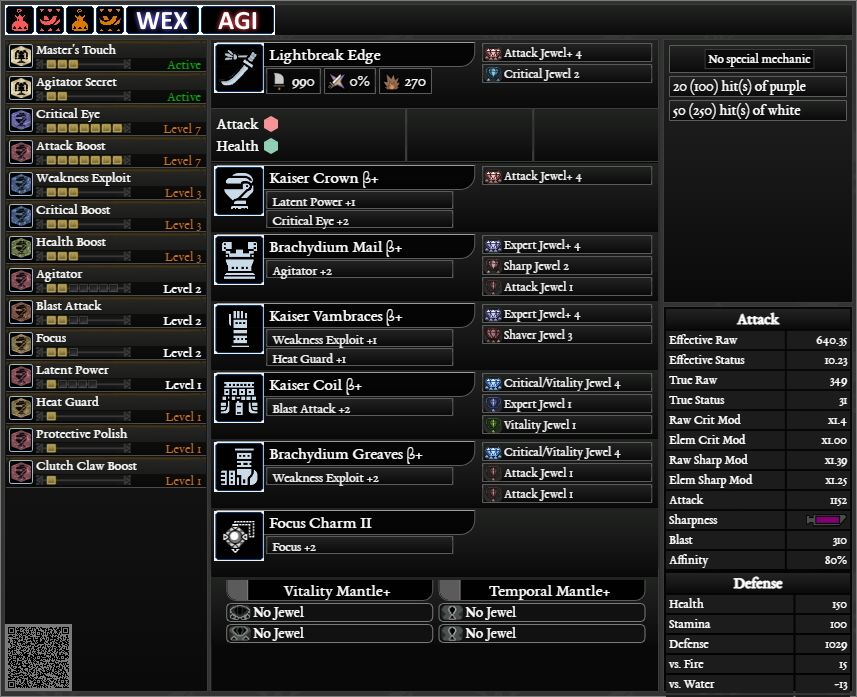 WEX AGI
Master's Touch
Active
Agitator Secret
Active
Critical Eye
Level 7
Attack Boost
Level 7
Weakness Exploit
Level 3
Critical Boost
Level 3
Health Boost
Level 3
Agitator
Level 2
Blast Attack
Level 2
Focus
Level 2
Latent Power
Level 1
Heat Guard
Level 1
Protective Polish
Level 1
Clutch Claw Boost
Level 1
Lightbreak Edge
990 0% 270
Attack Jewel+ 4
Critical Jewel 2
Attack
Health
Kaiser Crown β+
Latent Power +1
Critical Eye +2
Attack Jewel+ 4
Brachydium Mail β+
Agitator +2
Expert Jewel+ 4
Sharp Jewel 2
Attack Jewel 1
Kaiser Vambraces β+
Weakness Exploit +1
Heat Guard +1
Expert Jewel+ 4
Shaver Jewel 3
Kaiser Coil β+
Blast Attack +2
Critical/Vitality Jewel 4
Expert Jewel 1
Vitality Jewel 1
Brachydium Greaves β+
Weakness Exploit +2
Critical/Vitality Jewel 4
Attack Jewel 1
Attack Jewel 1
Focus Charm II
Focus +2
Vitality Mantle+
No Jewel
No Jewel
Temporal Mantle+
No Jewel
No Jewel
No special mechanic
20 (100) hit(s) of purple
50 (250) hit(s) of white
Attack
Effective Raw 640.35
Effective Status 10.23
True Raw 349
True Status 31
Raw Crit Mod x1.4
Elem Crit Mod x1.00
Raw Sharp Mod x1.39
Elem Sharp Mod x1.25
Attack 1152
Sharpness
Blast 310
Affinity 80%
Defense
Health 150
Stamina 100
Defense 1029
vs. Fire 15
vs. Water -13